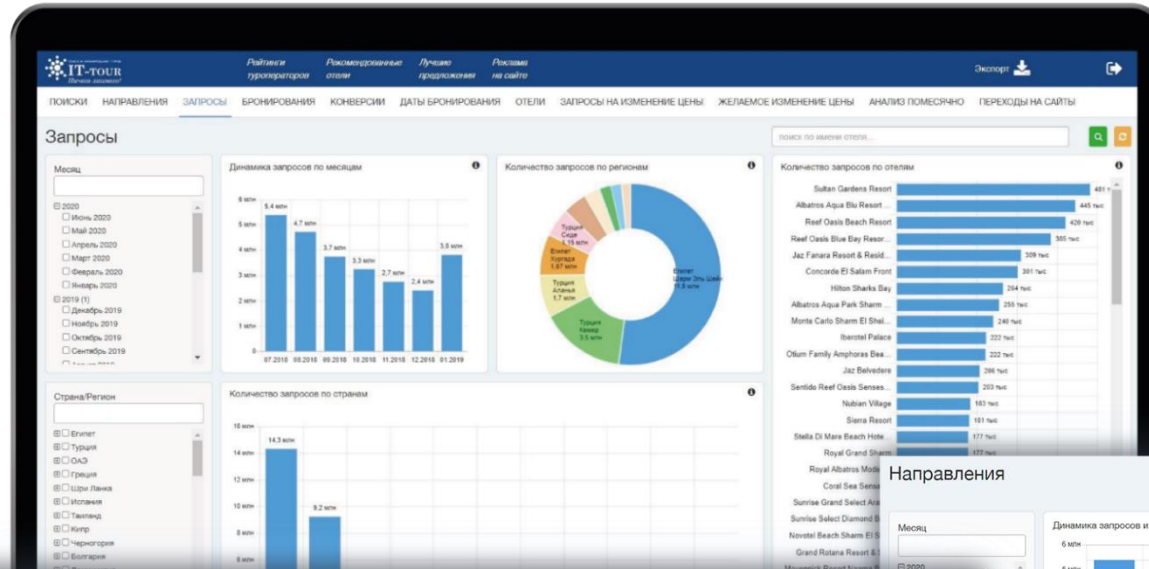 IT-TOUR
Ничего лишнего!
Рейтинги
туроператоров
Рекомендованные
отели
Лучшие
предложения
Реклама
на сайте
Экспорт
ПОИСКИ НАПРАВЛЕНИЯ ЗАПРОСЫ БРОНИРОВАНИЯ КОНВЕРСИИ ДАТЫ БРОНИРОВАНИЯ ОТЕЛИ ЗАПРОСЫ НА ИЗМЕНЕНИЕ ЦЕНЫ ЖЕЛАЕМОЕ ИЗМЕНЕНИЕ ЦЕНЫ АНАЛИЗ ПОМЕСЯЧНО ПЕРЕХОДЫ НА САЙТЫ
Запросы
поиск по имени отеля...
Месяц
2020
Июнь 2020
Май 2020
Апрель 2020
Март 2020
Февраль 2020
Январь 2020
2019 (1)
Декабрь 2019
Ноябрь 2019
Октябрь 2019
Сентябрь 2019
Динамика запросов по месяцам
6 млн
5 млн
4 млн
3 млн
2 млн
1 млн
0
5,4 млн
4,7 млн
3,7 млн
3,3 млн
2,7 млн
2,4 млн
3,8 млн
07.2018 08.2018 09.2018 10.2018 11.2018 12.2018 01.2019
Количество запросов по регионам
Турция
Сиде
1,15 млн
Египет
Хургада
1,67 млн
Турция
Аланья
1,7 млн
Турция
Кемер
3,5 млн
Египет
Шарм Эль Шейх
11,8 млн
Количество запросов по отелям
Sultan Gardens Resort
Albatros Aqua Blu Resort ... 445 тыс
Reef Oasis Beach Resort 420 тыс
Reef Oasis Blue Bay Resor... 385 тыс
Jaz Fanara Resort & Resid... 309 тыс
Concorde El Salam Front 301 тыс
Hilton Sharks Bay 264 тыс
Albatros Aqua Park Sharm ... 255 тыс
Monte Carlo Sharm El Shei... 240 тыс
Iberotel Palace 222 тыс
Otium Family Amphoras Bea... 222 тыс
Jaz Belvedere 206 тыс
Sentido Reef Oasis Senses... 203 тыс
Nubian Village 183 тыс
Sierra Resort 181 тыс
Stella Di Mare Beach Hote... 177 тыс
Royal Grand Sharm 177 тыс
Royal Albatros Mode
Coral Sea Sensa
Sunrise Grand Select Ara
Sunrise Select Diamond B
Novotel Beach Sharm El S
Grand Rotana Resort &
Страна/Регион
Египет
Турция
ОАЭ
Греция
Шри Ланка
Испания
Таиланд
Кипр
Черногория
Болгария
Количество запросов по странам
16 млн
14 млн
12 млн
10 млн
8 млн
6 млн
14,3 млн
9,2 млн
Направления
Месяц
2020
Динамика запросов и
6 млн